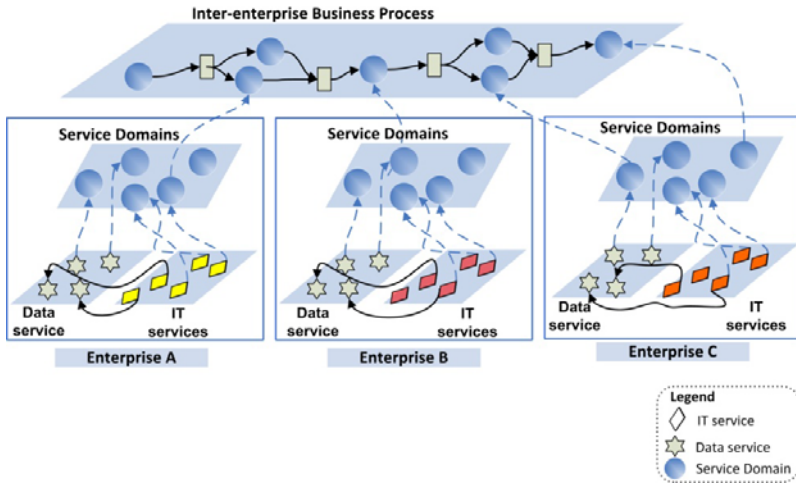 Inter-enterprise Business Process
Service Domains
Service Domains
Service Domains
Data
service
IT
services
Data
service
IT
services
Data
service
IT
services
Enterprise A
Enterprise B
Enterprise C
Legend
IT service
Data service
Service Domain